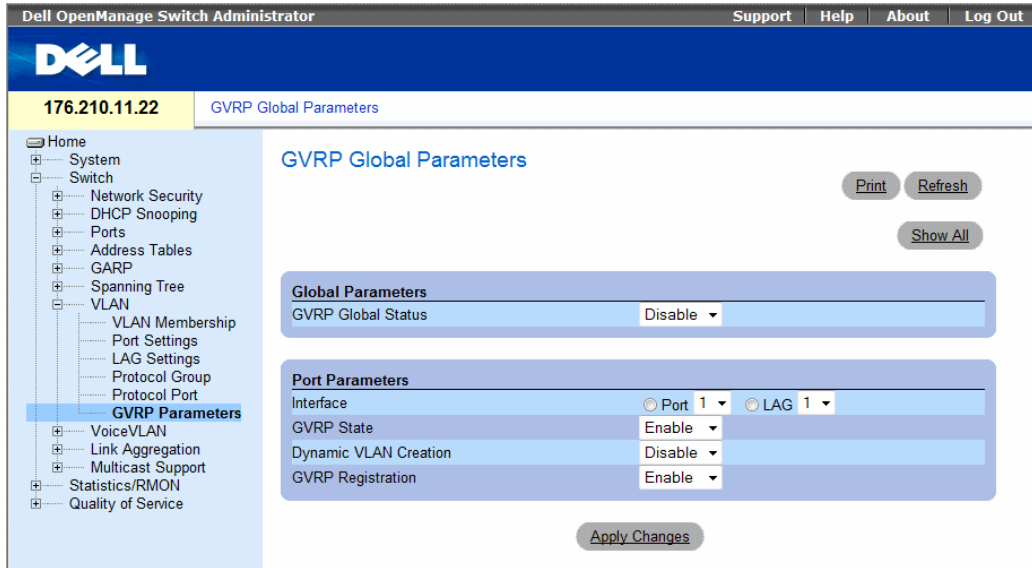 Dell OpenManage Switch Administrator Support Help About Log Out
DELL
176.210.11.22 GVRP Global Parameters
Home
System
Switch
Network Security
DHCP Snooping
Ports
Address Tables
GARP
Spanning Tree
VLAN
VLAN Membership
Port Settings
LAG Settings
Protocol Group
Protocol Port
GVRP Parameters
VoiceVLAN
Link Aggregation
Multicast Support
Statistics/RMON
Quality of Service
GVRP Global Parameters
Print Refresh
Show All
Global Parameters
GVRP Global Status Disable
Port Parameters
Interface Port 1 LAG 1
GVRP State Enable
Dynamic VLAN Creation Disable
GVRP Registration Enable
Apply Changes